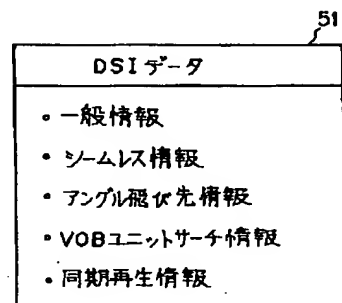 51
DSIデータ
・一般情報
・シームレス情報
・アングル飛び先情報
・VOBユニットサーチ情報
・同期再生情報